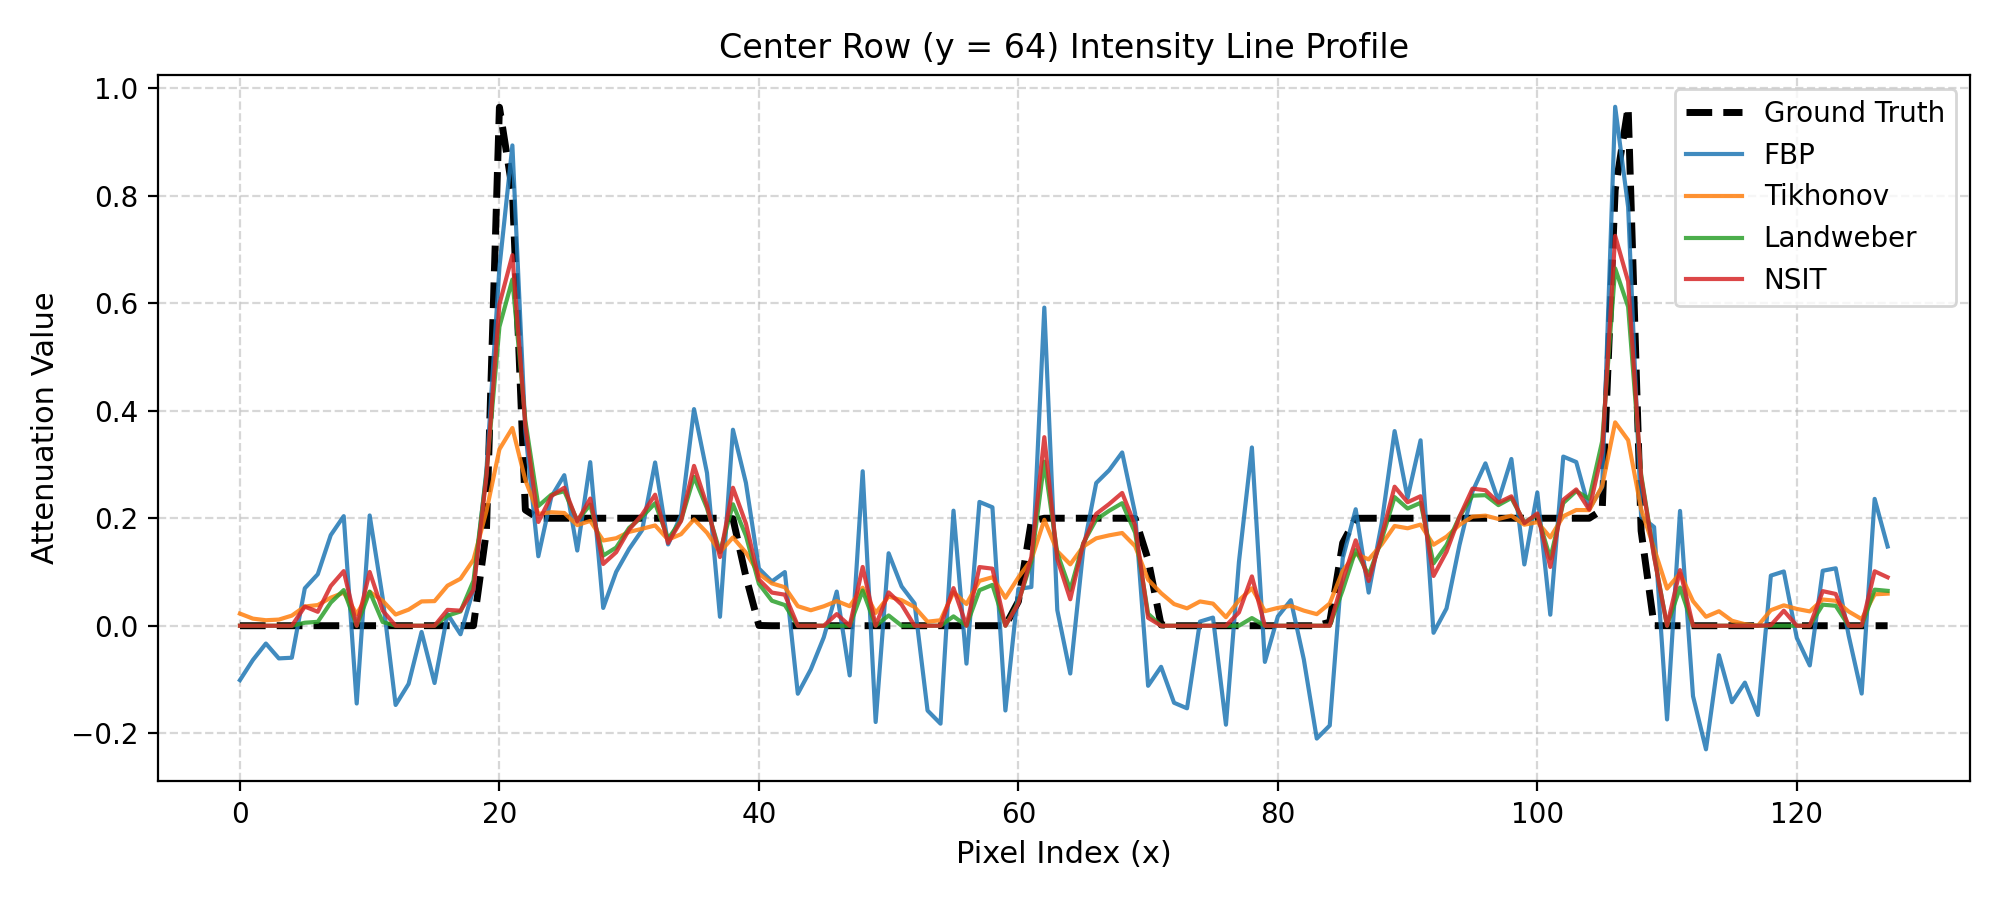 Center Row (y = 64) Intensity Line Profile
Attenuation Value
1.0
0.8
0.6
0.4
0.2
0.0
−0.2
Ground Truth
FBP
Tikhonov
Landweber
NSIT
0 20 40 60 80 100 120
Pixel Index (x)